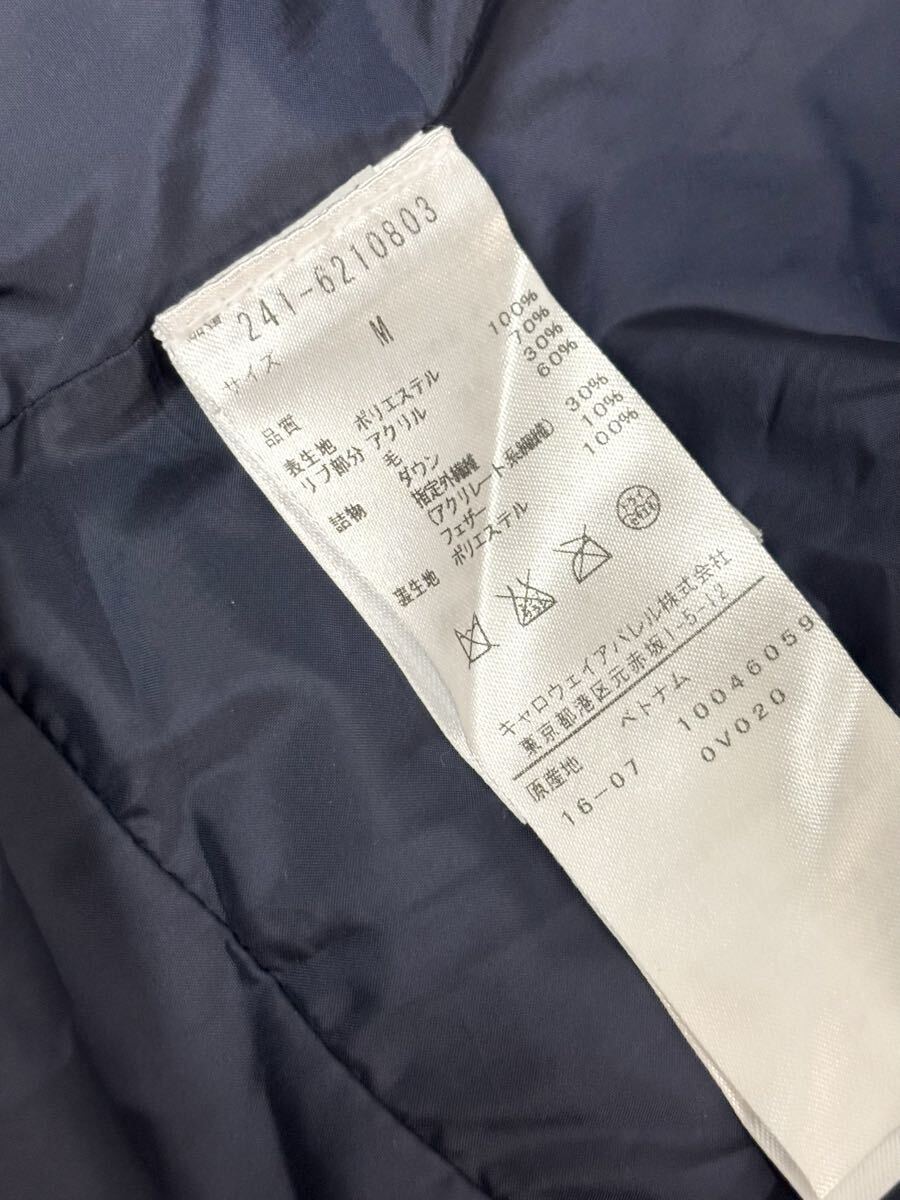 品番 241-6210803
サイズ M
品質
表生地 ポリエステル 100%
リブ部分 アクリル 70%
毛 30%
詰物 ダウン 60%
指定外繊維
(アクリレート系繊維) 30%
フェザー 10%
裏生地 ポリエステル 100%
キャロウェイアパレル株式会社
東京都港区元赤坂1-5-12
原産地 ベトナム 10046059
16-07 0V020